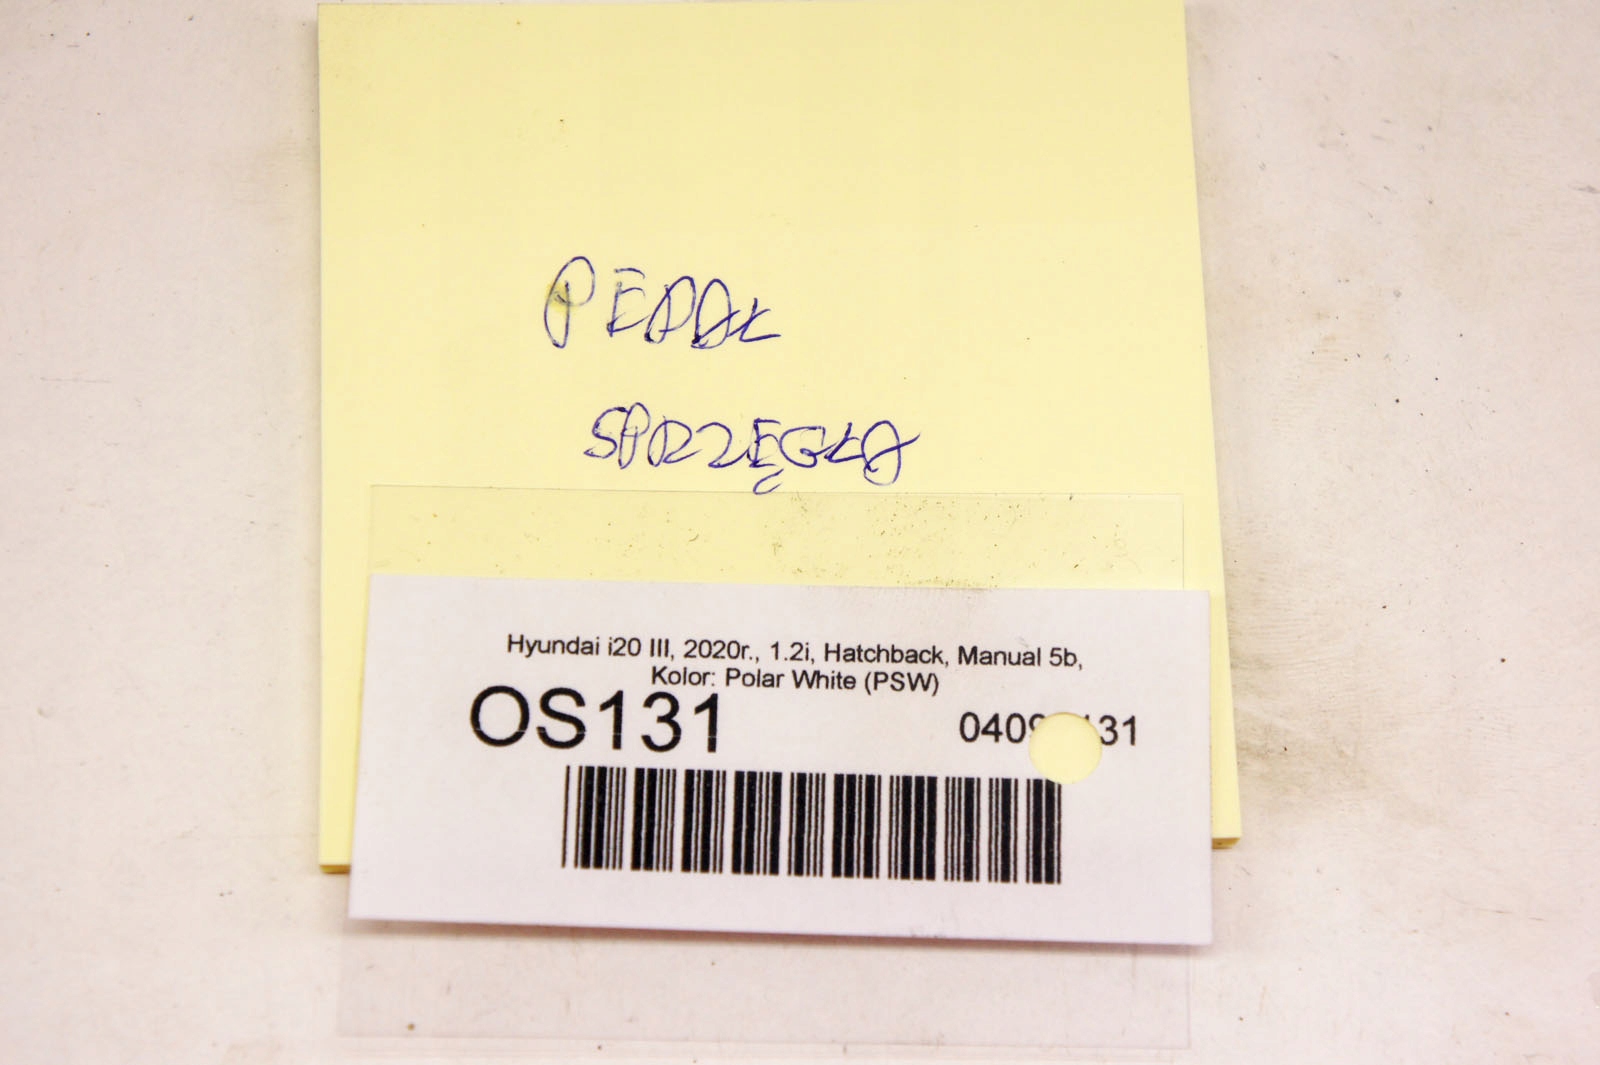 PEDAŁ
SPRZĘGŁA
Hyundai i20 III, 2020r., 1.2i, Hatchback, Manual 5b,
Kolor: Polar White (PSW)
OS131